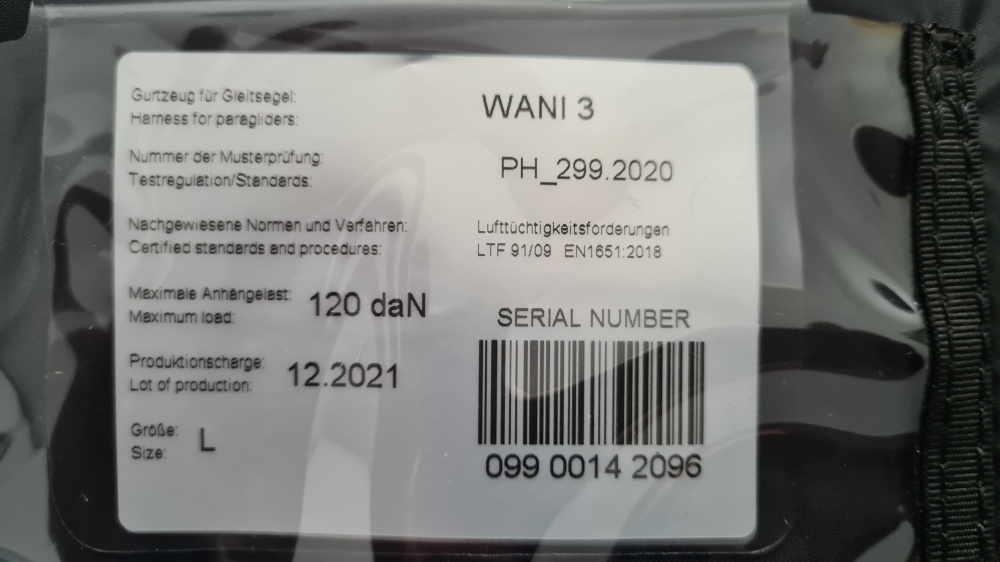 Gurtzeug für Gleitsegel:
Harness for paragliders:
WANI 3
Nummer der Musterprüfung:
Testregulation/Standards:
PH_299.2020
Nachgewiesene Normen und Verfahren:
Certified standards and procedures:
Lufttüchtigkeitsforderungen
LTF 91/09 EN1651:2018
Maximale Anhängelast:
Maximum load:
120 daN
Produktionscharge:
Lot of production:
12.2021
Größe:
Size:
L
SERIAL NUMBER
099 0014 2096